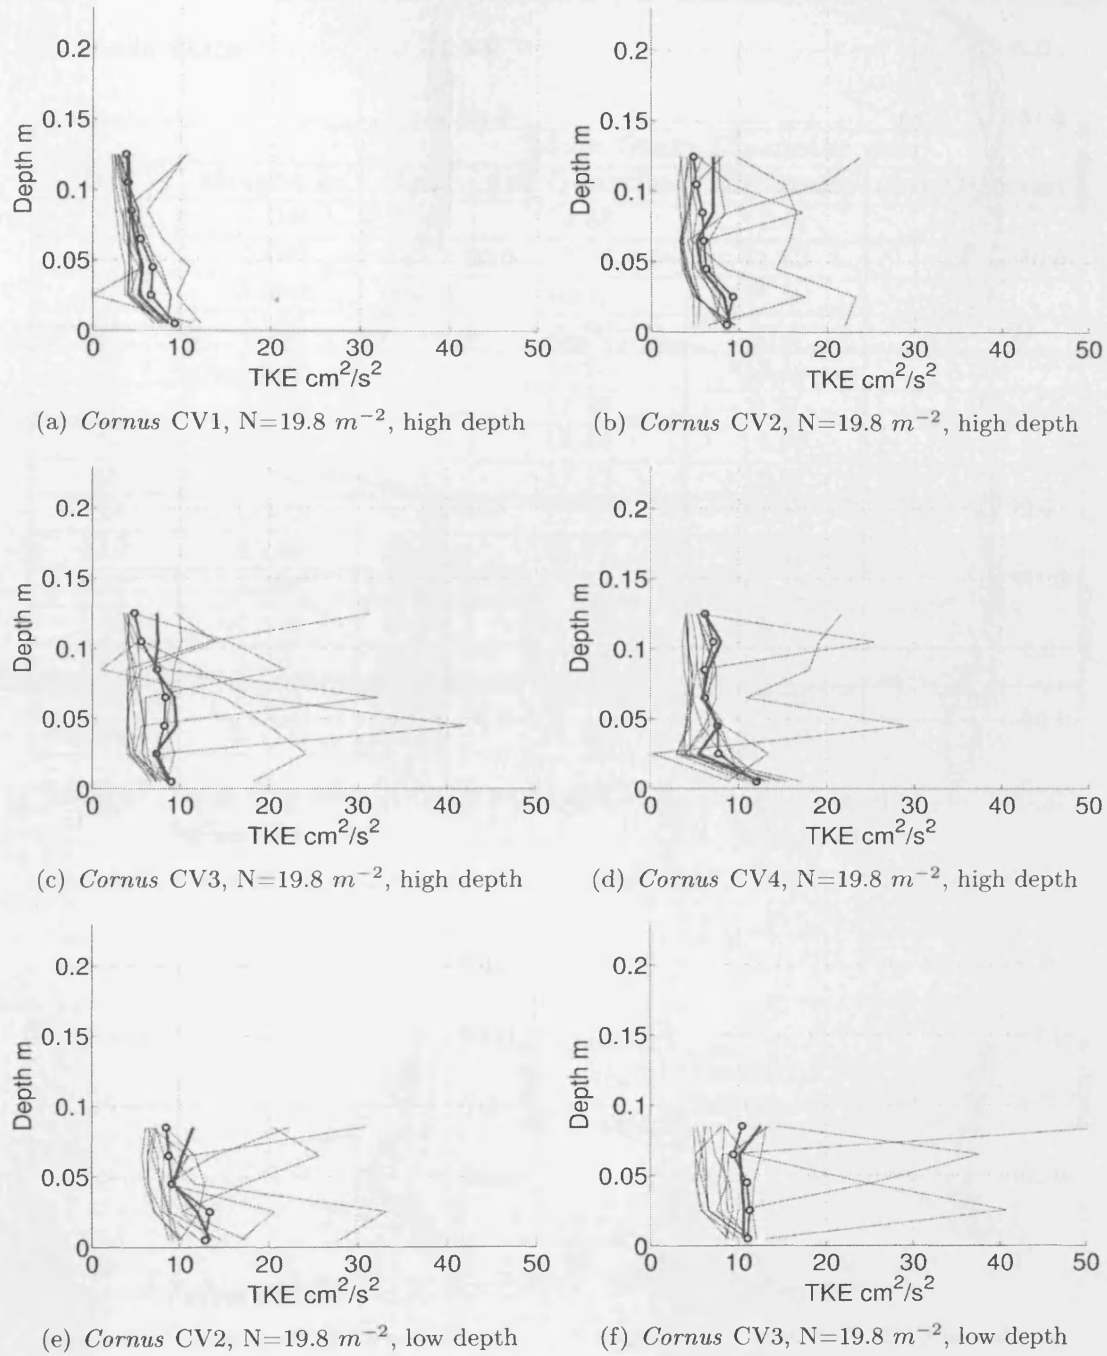 0.2
0.15
0.1
0.05
0
Depth m
0 10 20 30 40 50
TKE cm²/s²
(a) Cornus CV1, N=19.8 m⁻², high depth
0.2
0.15
0.1
0.05
0
Depth m
0 10 20 30 40 50
TKE cm²/s²
(b) Cornus CV2, N=19.8 m⁻², high depth
0.2
0.15
0.1
0.05
0
Depth m
0 10 20 30 40 50
TKE cm²/s²
(c) Cornus CV3, N=19.8 m⁻², high depth
0.2
0.15
0.1
0.05
0
Depth m
0 10 20 30 40 50
TKE cm²/s²
(d) Cornus CV4, N=19.8 m⁻², high depth
0.2
0.15
0.1
0.05
0
Depth m
0 10 20 30 40 50
TKE cm²/s²
(e) Cornus CV2, N=19.8 m⁻², low depth
0.2
0.15
0.1
0.05
0
Depth m
0 10 20 30 40 50
TKE cm²/s²
(f) Cornus CV3, N=19.8 m⁻², low depth